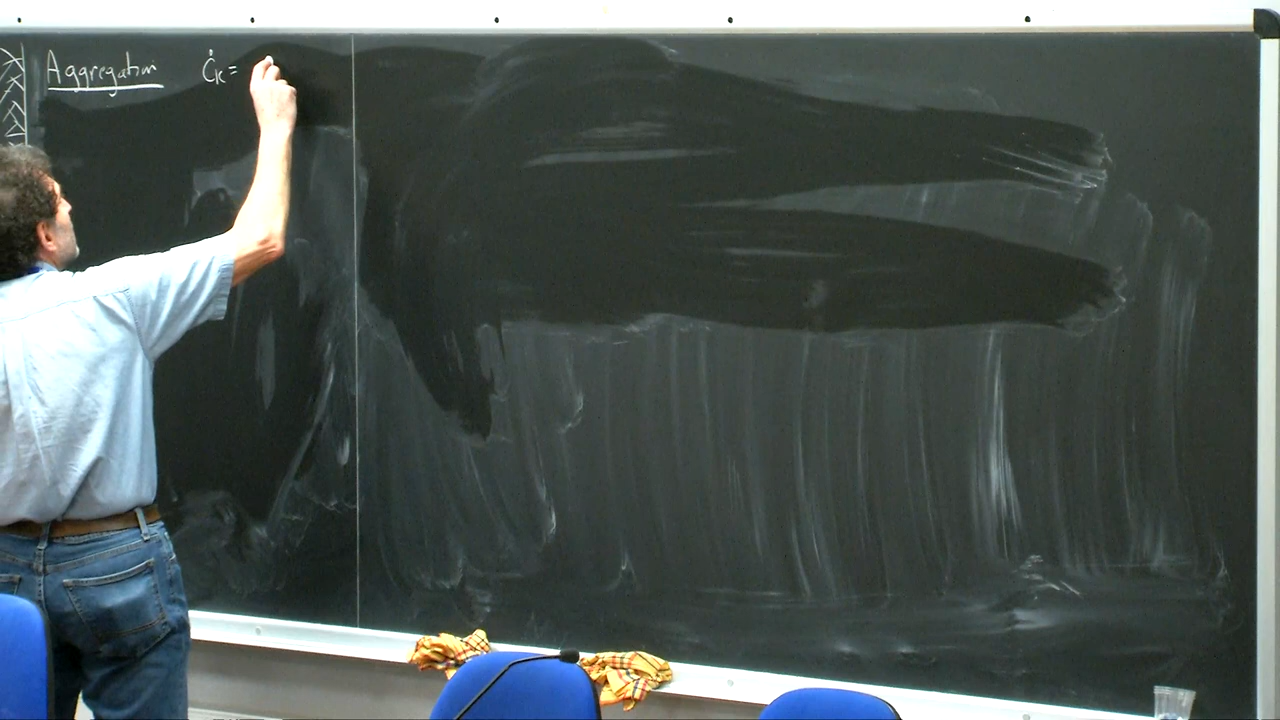 Aggregation Ċₖ =